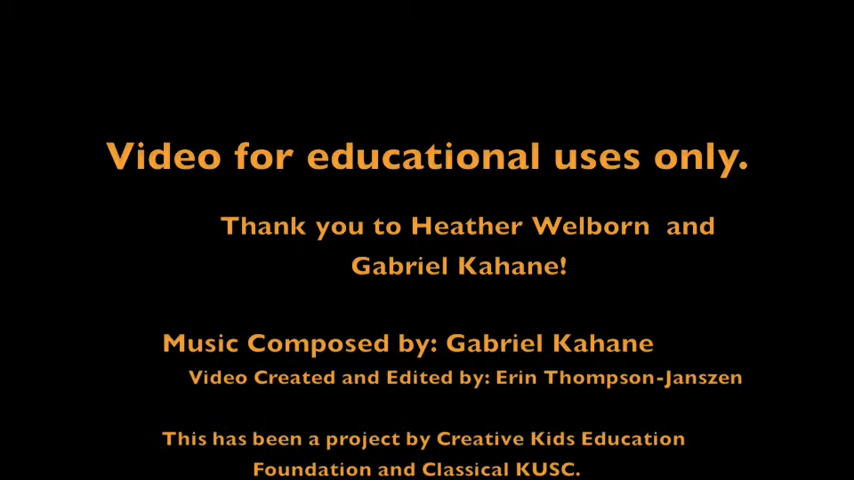 Video for educational uses only.
Thank you to Heather Welborn and
Gabriel Kahane!
Music Composed by: Gabriel Kahane
Video Created and Edited by: Erin Thompson-Janszen
This has been a project by Creative Kids Education
Foundation and Classical KUSC.